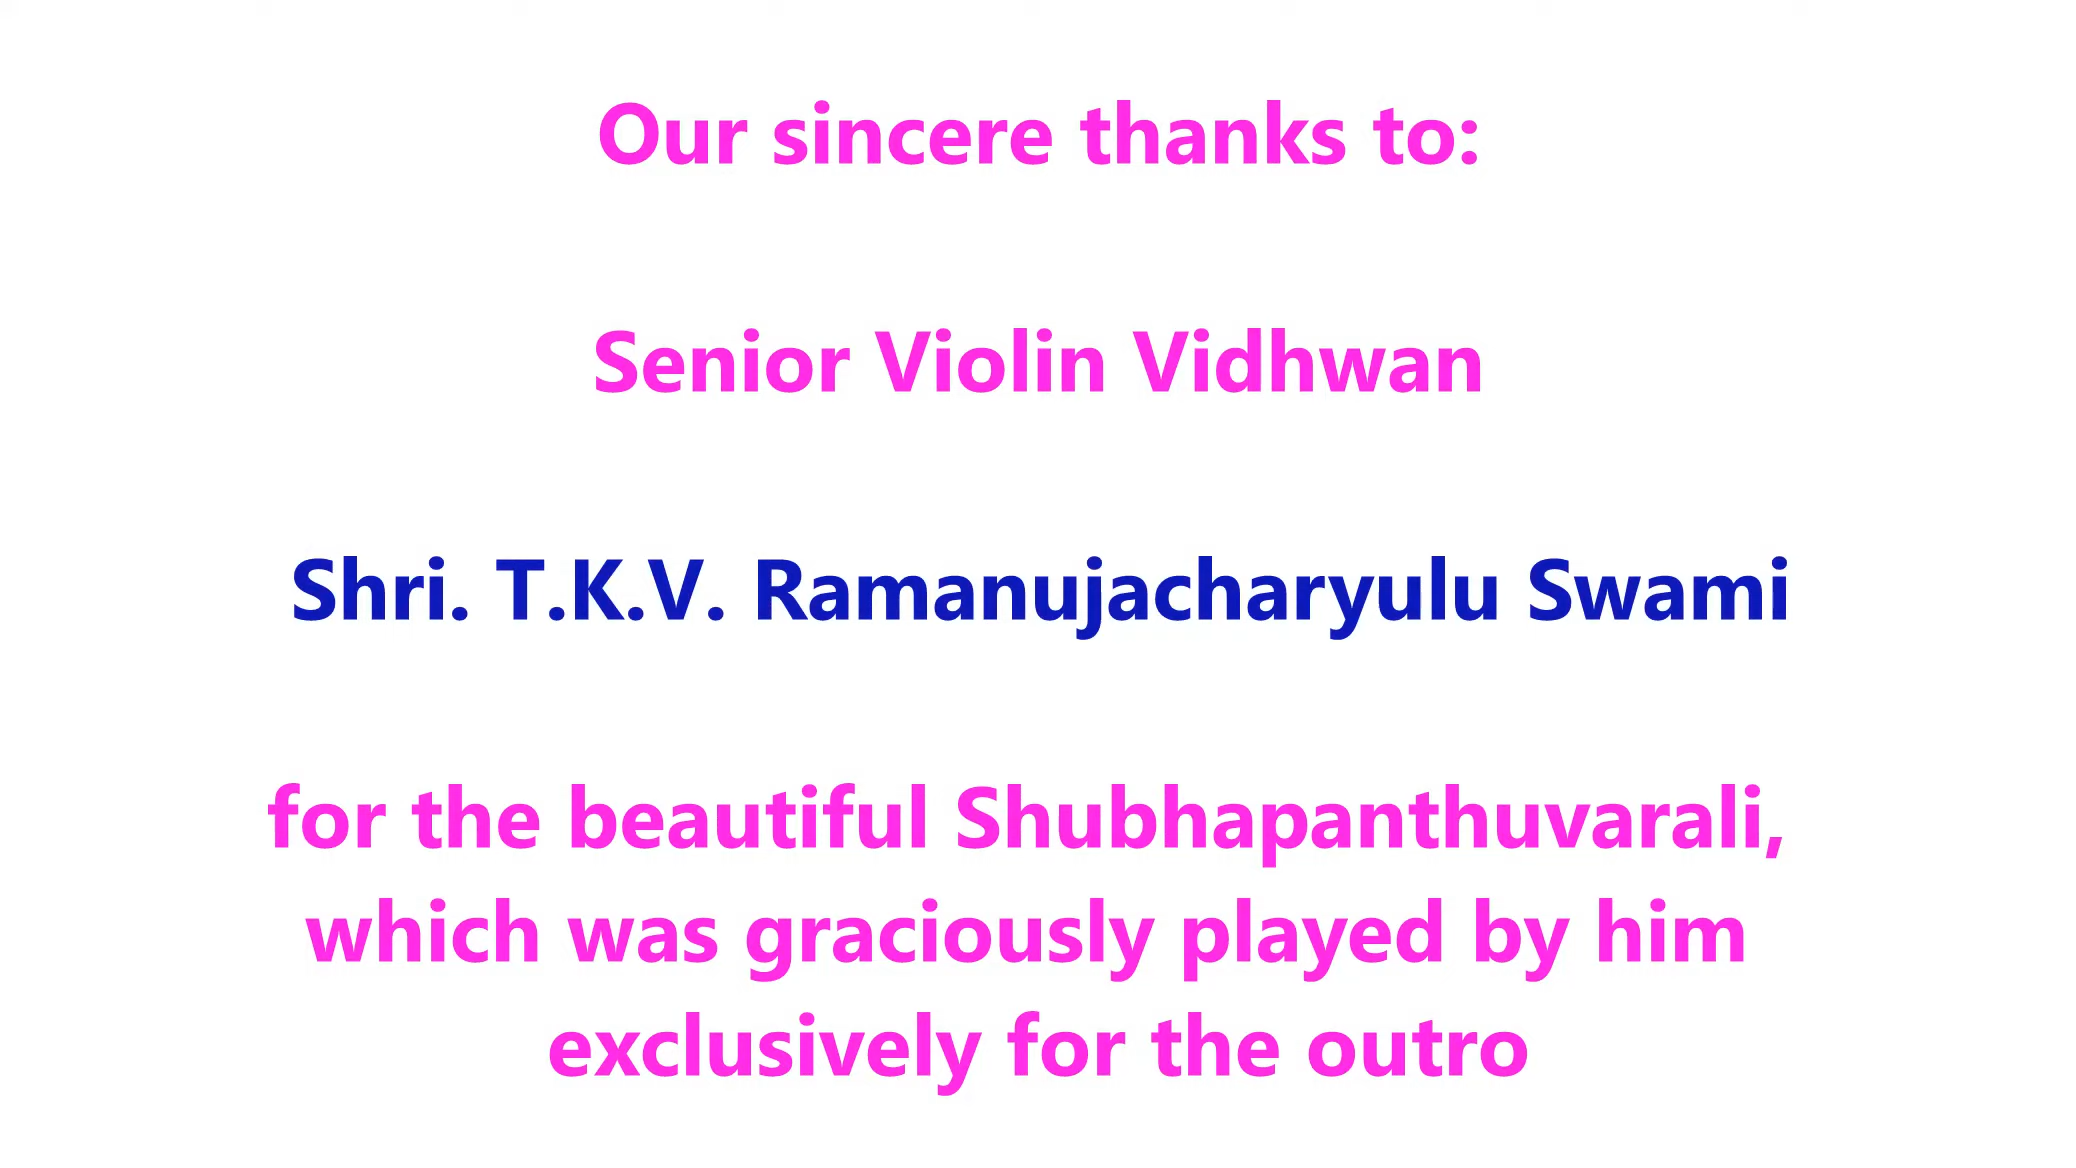 Our sincere thanks to:
Senior Violin Vidhwan
Shri. T.K.V. Ramanujacharyulu Swami
for the beautiful Shubhapanthuvarali,
which was graciously played by him
exclusively for the outro